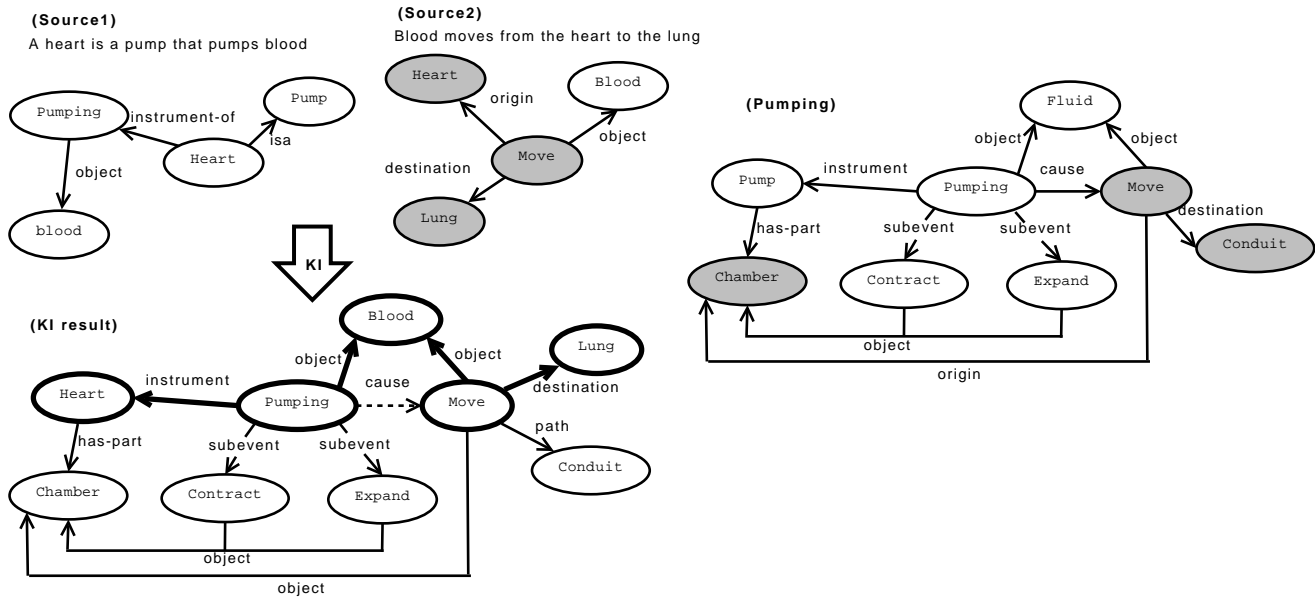 (Source1)
A heart is a pump that pumps blood
Pump
Pumping
instrument-of
isa
Heart
object
blood
(Source2)
Blood moves from the heart to the lung
Heart
Blood
origin
object
Move
destination
Lung
KI
(Pumping)
Fluid
object
object
Pump
instrument
Pumping
cause
Move
destination
has-part
subevent
subevent
Conduit
Chamber
Contract
Expand
object
origin
(KI result)
Blood
Lung
object
object
instrument
cause
destination
Heart
Pumping
Move
path
has-part
subevent
subevent
Conduit
Chamber
Contract
Expand
object
object